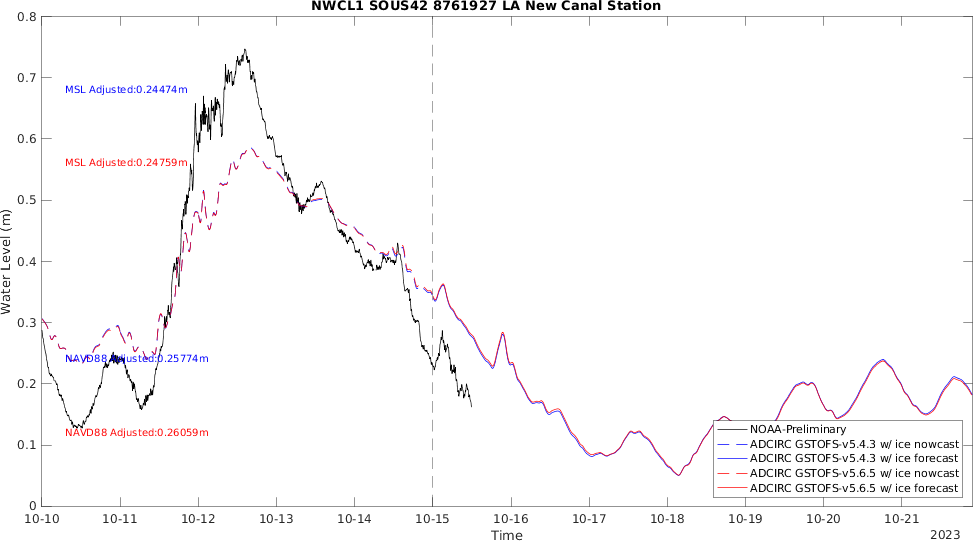 NWCL1 SOUS42 8761927 LA New Canal Station
Water Level (m)
0.8
0.7
0.6
0.5
0.4
0.3
0.2
0.1
0
MSL Adjusted:0.24474m
MSL Adjusted:0.24759m
NAVD88 Adjusted:0.25774m
NAVD88 Adjusted:0.26059m
NOAA-Preliminary
ADCIRC GSTOFS-v5.4.3 w/ ice nowcast
ADCIRC GSTOFS-v5.4.3 w/ ice forecast
ADCIRC GSTOFS-v5.6.5 w/ ice nowcast
ADCIRC GSTOFS-v5.6.5 w/ ice forecast
10-10 10-11 10-12 10-13 10-14 10-15 10-16 10-17 10-18 10-19 10-20 10-21
Time
2023